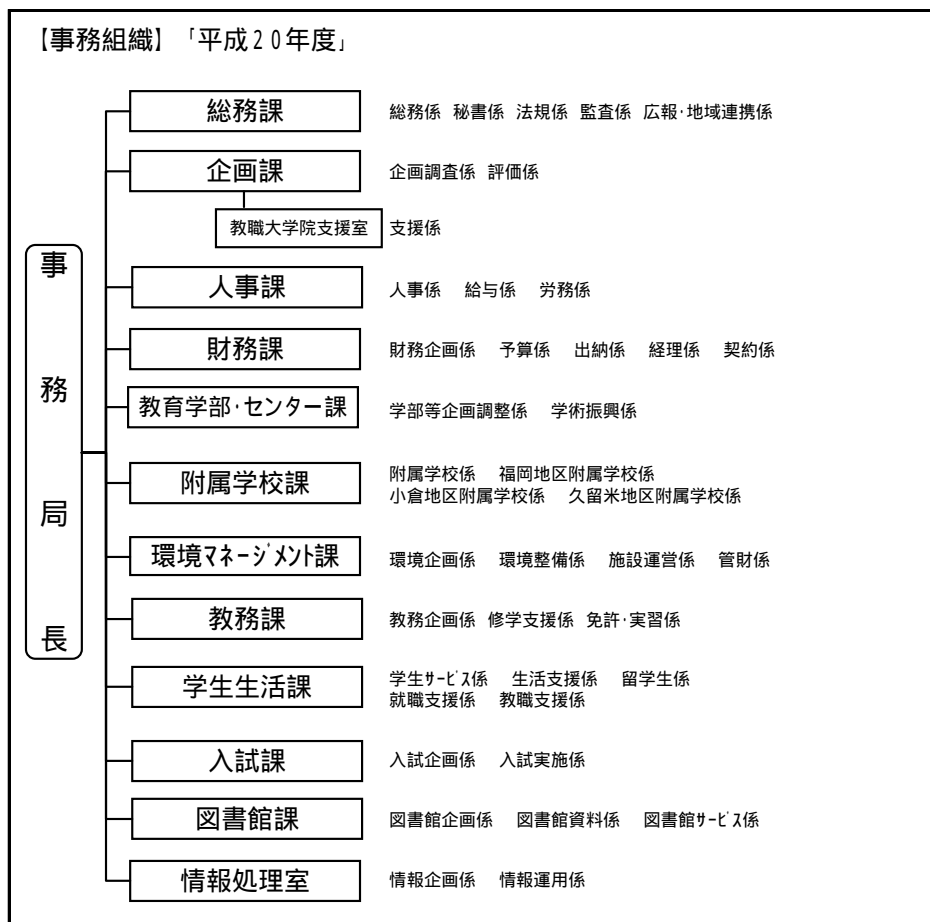 【事務組織】「平成20年度」
総務課 総務係 秘書係 法規係 監査係 広報・地域連携係
企画課 企画調査係 評価係
教職大学院支援室 支援係
事務局長
人事課 人事係 給与係 労務係
財務課 財務企画係 予算係 出納係 経理係 契約係
教育学部・センター課 学部等企画調整係 学術振興係
附属学校課 附属学校係 福岡地区附属学校係
小倉地区附属学校係 久留米地区附属学校係
環境ﾏﾈｰｼﾞﾒﾝﾄ課 環境企画係 環境整備係 施設運営係 管財係
教務課 教務企画係 修学支援係 免許・実習係
学生生活課 学生ｻｰﾋﾞｽ係 生活支援係 留学生係
就職支援係 教職支援係
入試課 入試企画係 入試実施係
図書館課 図書館企画係 図書館資料係 図書館ｻｰﾋﾞｽ係
情報処理室 情報企画係 情報運用係